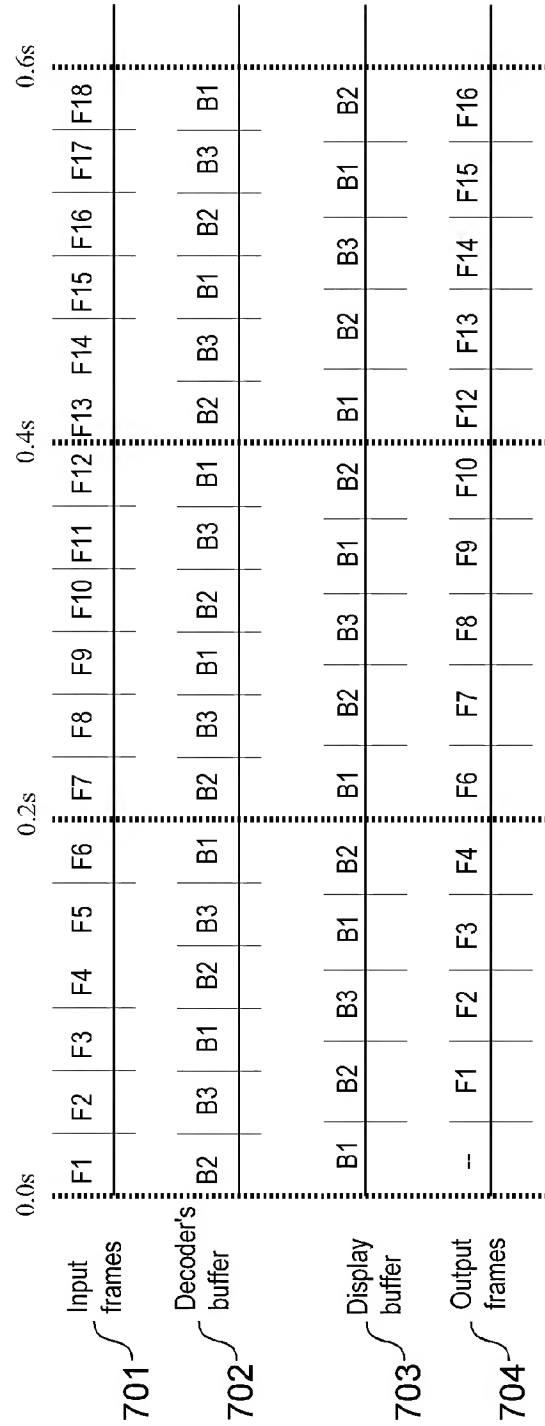 0.0s 0.2s 0.4s 0.6s
Input frames
701
F1 F2 F3 F4 F5 F6 F7 F8 F9 F10 F11 F12 F13 F14 F15 F16 F17 F18
Decoder's buffer
702
B2 B3 B1 B2 B3 B1 B2 B3 B1 B2 B3 B1 B2 B3 B1 B2 B3 B1
Display buffer
703
B1 B2 B3 B1 B2 B1 B2 B3 B1 B2 B1 B2 B3 B1 B2
Output frames
704
-- F1 F2 F3 F4 F6 F7 F8 F9 F10 F12 F13 F14 F15 F16